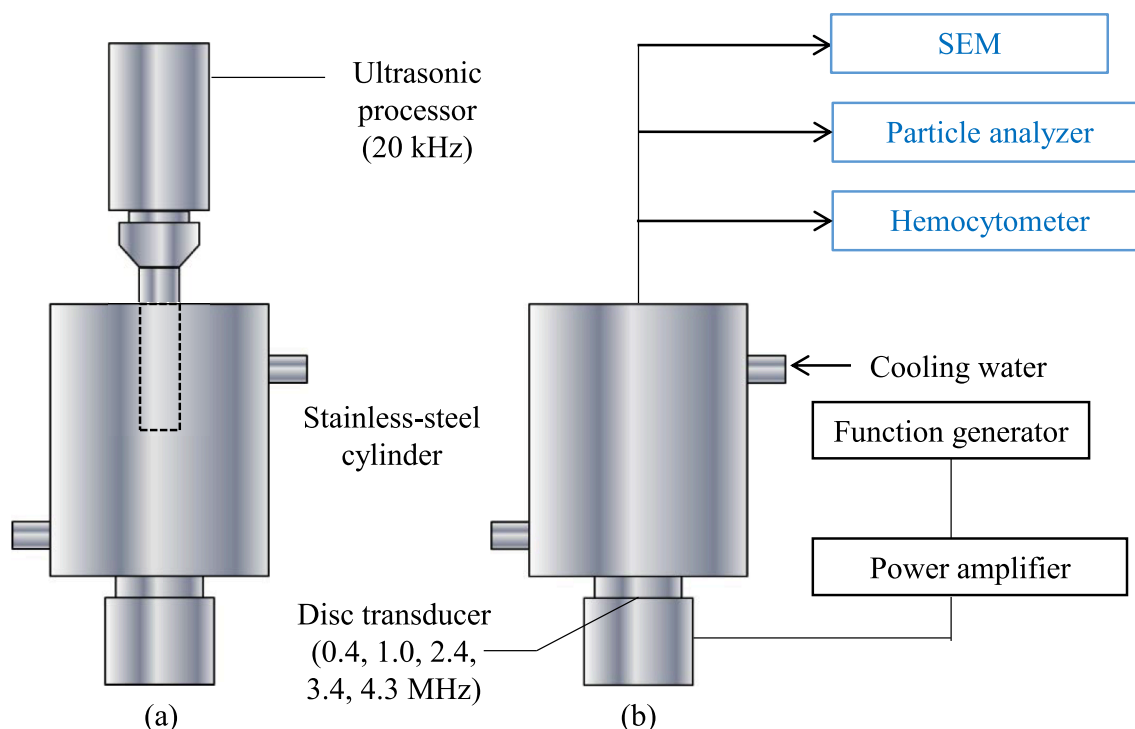 Ultrasonic
processor
(20 kHz)
SEM
Particle analyzer
Hemocytometer
Stainless-steel
cylinder
Cooling water
Function generator
Power amplifier
Disc transducer
(0.4, 1.0, 2.4,
3.4, 4.3 MHz)
(a)
(b)